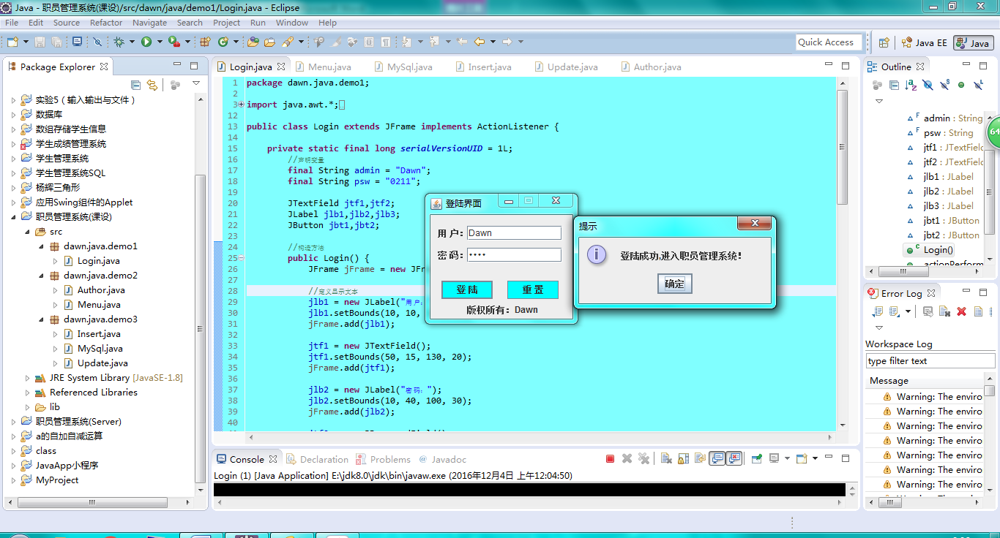 Java - 职员管理系统(课设)/src/dawn/java/demo1/Login.java - Eclipse
File Edit Source Refactor Navigate Search Project Run Window Help
Quick Access
Java EE
Java
Package Explorer
实验5 ( 输入输出与文件 )
数据库
数组存储学生信息
学生成绩管理系统
学生管理系统
学生管理系统SQL
杨辉三角形
应用Swing组件的Applet
职员管理系统(课设)
src
dawn.java.demo1
Login.java
dawn.java.demo2
Author.java
Menu.java
dawn.java.demo3
Insert.java
MySql.java
Update.java
JRE System Library [JavaSE-1.8]
Referenced Libraries
lib
职员管理系统(Server)
a的自加自减运算
class
JavaApp小程序
MyProject
Login.java Menu.java MySql.java Insert.java Update.java Author.java
1 package dawn.java.demo1;
2
3 import java.awt.*;
12
13 public class Login extends JFrame implements ActionListener {
14
15 private static final long serialVersionUID = 1L;
16 //声明变量
17 final String admin = "Dawn";
18 final String psw = "0211";
19
20 JTextField jtf1,jtf2;
21 JLabel jlb1,jlb2,jlb3;
22 JButton jbt1,jbt2;
23
24 //构造方法
25 public Login() {
26 JFrame jFrame = new JFr
27
28 //定义显示文本
29 jlb1 = new JLabel("用户:
30 jlb1.setBounds(10, 10,
31 jFrame.add(jlb1);
32
33 jtf1 = new JTextField();
34 jtf1.setBounds(50, 15, 130, 20);
35 jFrame.add(jtf1);
36
37 jlb2 = new JLabel("密码: ");
38 jlb2.setBounds(10, 40, 100, 30);
39 jFrame.add(jlb2);
40
登陆界面
用 户: Dawn
密 码: ••••
登 陆 重 置
版权所有: Dawn
提示
登陆成功,进入职员管理系统!
确定
Outline
admin : String
psw : String
jtf1 : JTextField
jtf2 : JTextField
jlb1 : JLabel
jlb2 : JLabel
jlb3 : JLabel
jbt1 : JButton
jbt2 : JButton
Login()
actionPerform
64
Error Log
Workspace Log
type filter text
Message
Warning: The enviro
Warning: The enviro
Warning: The enviro
Warning: The enviro
Warning: The enviro
Warning: The enviro
Warning: The enviro
Console Declaration Problems Javadoc
Login (1) [Java Application] E:\jdk8.0\jdk\bin\javaw.exe (2016年12月4日 上午12:04:50)